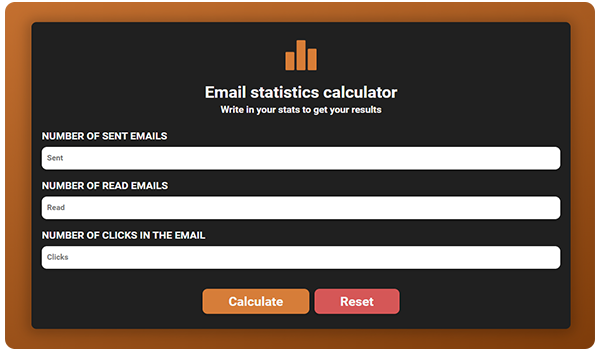 Email statistics calculator
Write in your stats to get your results
NUMBER OF SENT EMAILS
Sent
NUMBER OF READ EMAILS
Read
NUMBER OF CLICKS IN THE EMAIL
Clicks
Calculate Reset